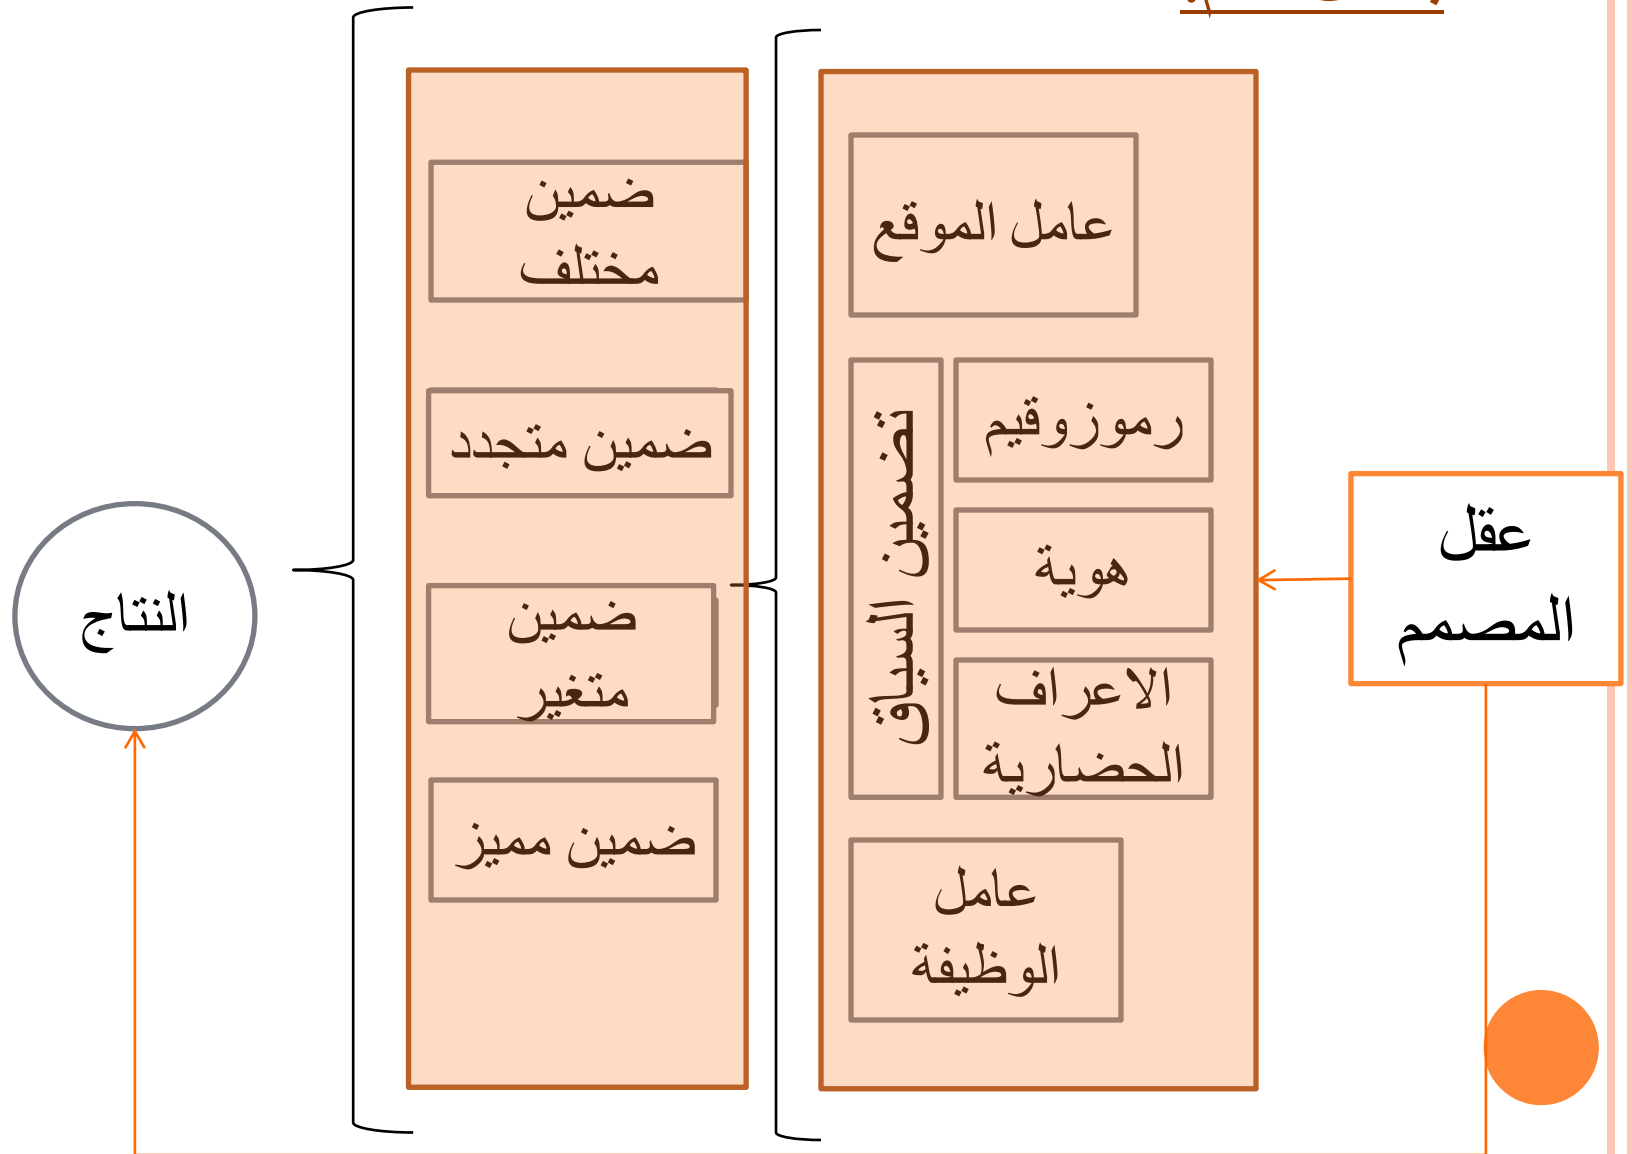 عقل
المصمم
عامل الموقع
رموزوقيم
هوية
الاعراف
الحضارية
تضمين السياق
عامل
الوظيفة
ضمين
مختلف
ضمين متجدد
ضمين
متغير
ضمين مميز
النتاج